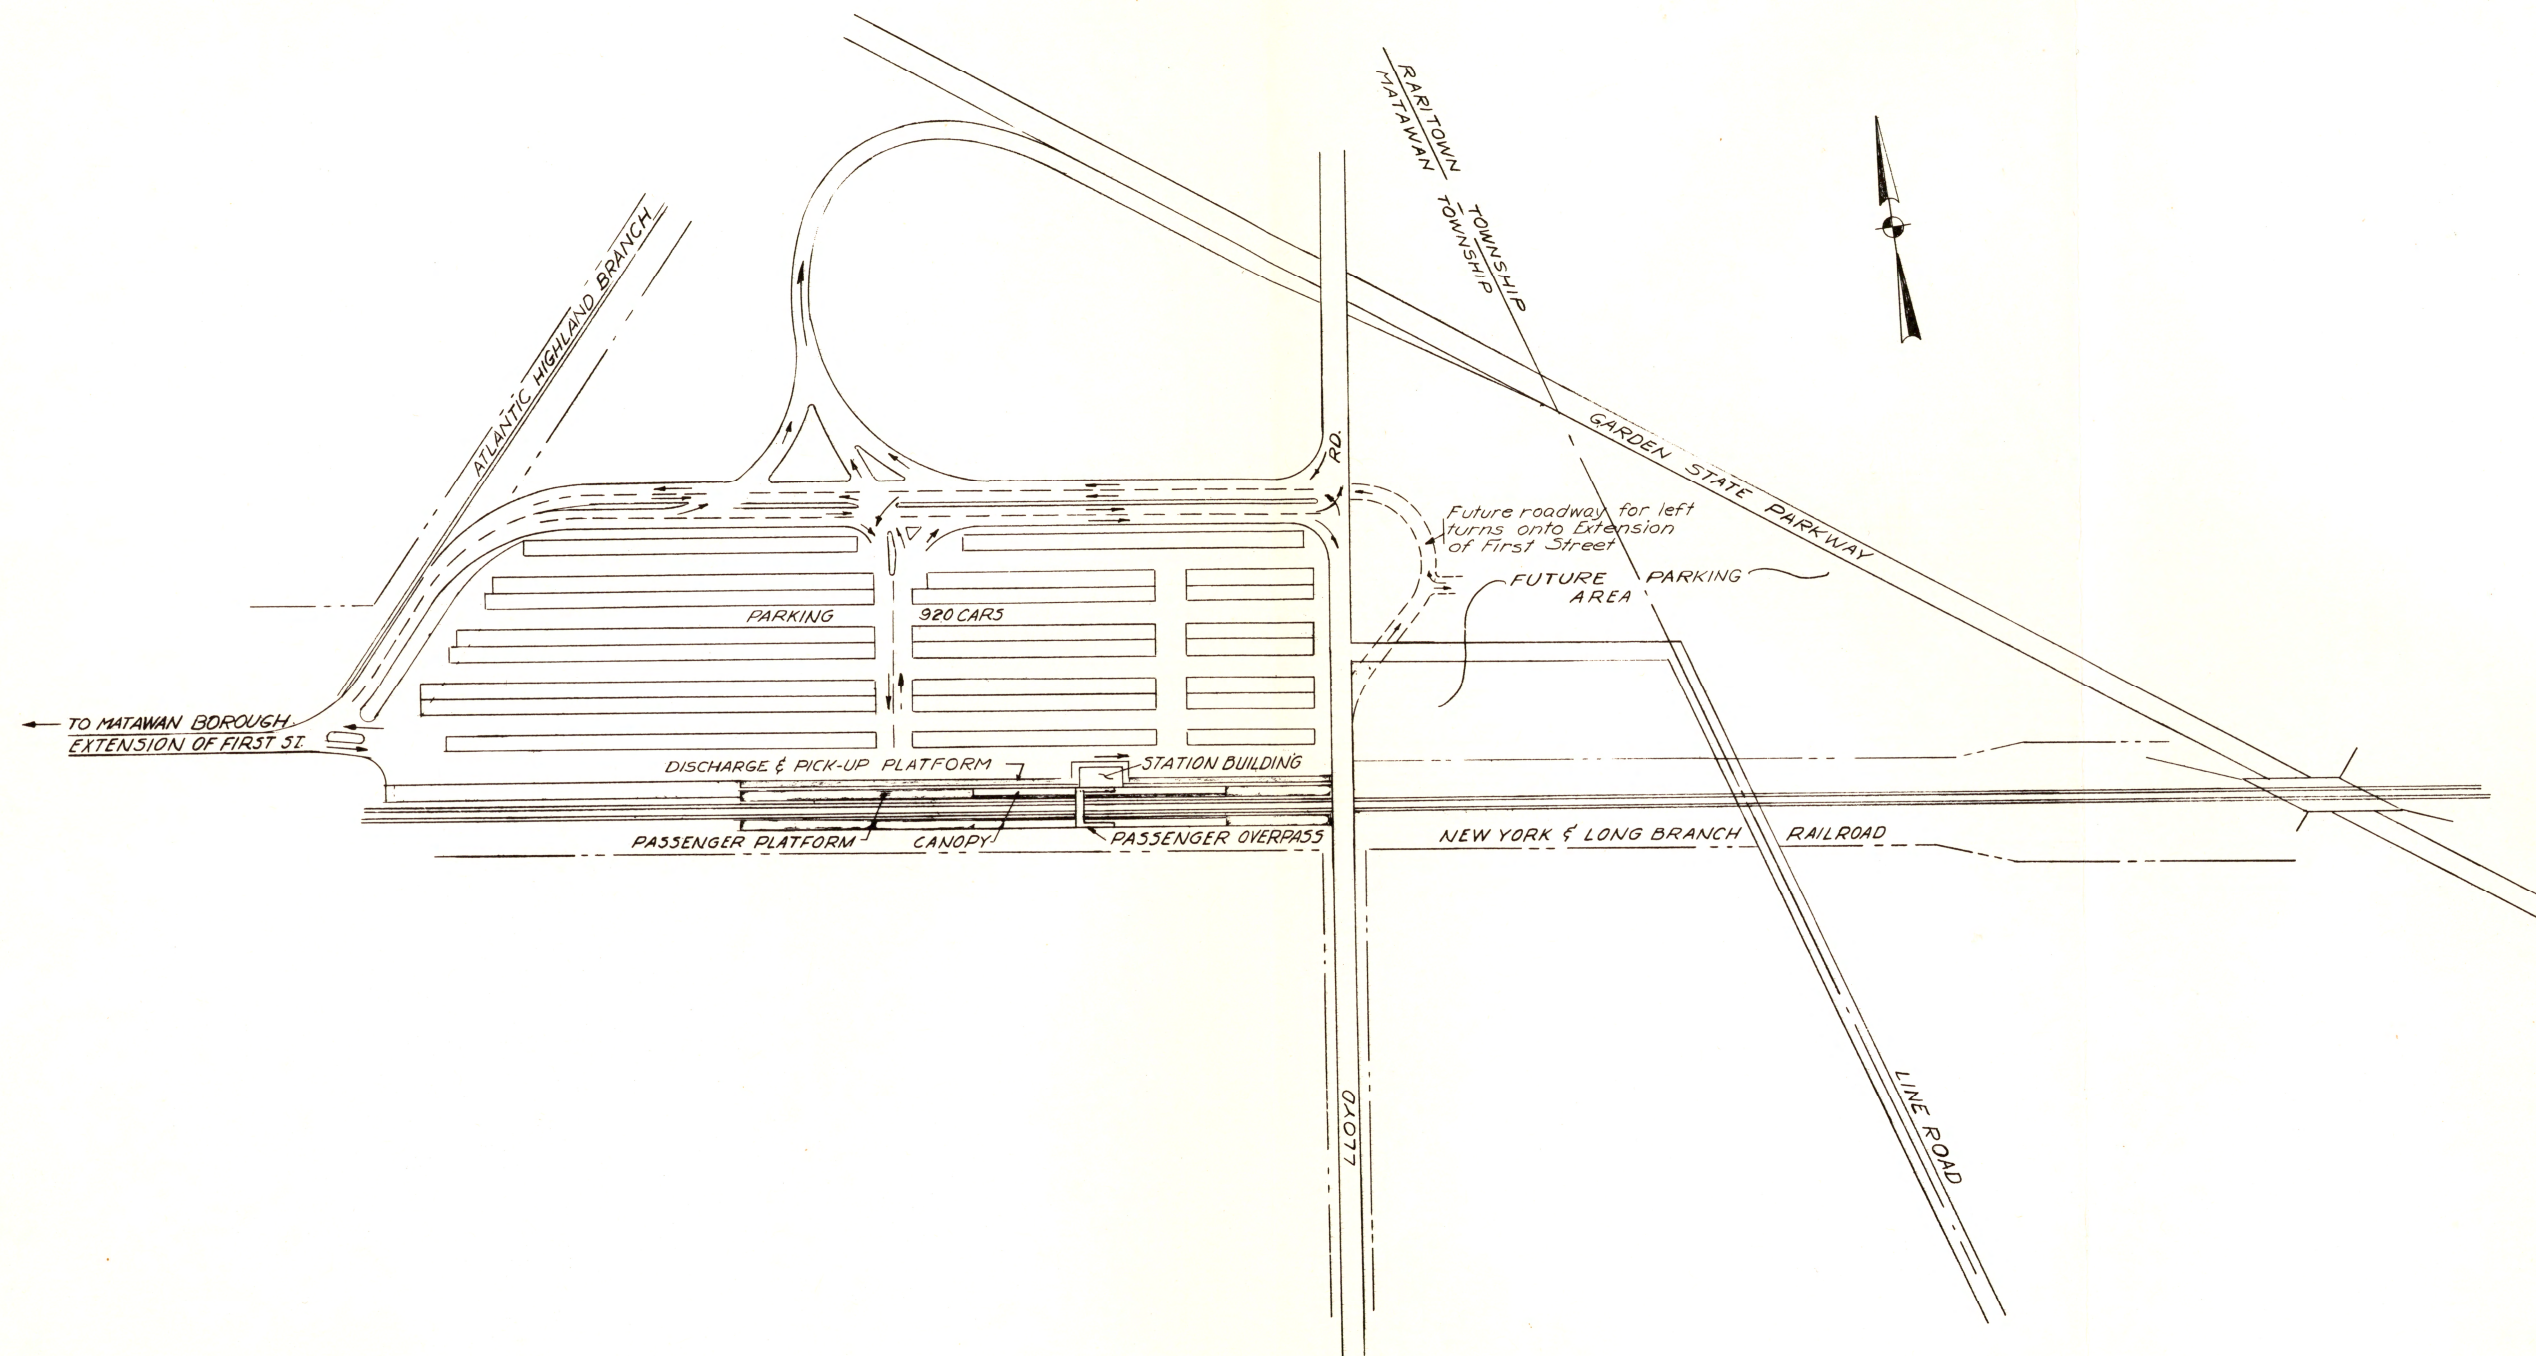 RARITOWN TOWNSHIP
MATAWAN TOWNSHIP
ATLANTIC HIGHLAND BRANCH
RD.
GARDEN STATE PARKWAY
Future roadway for left
turns onto Extension
of First Street
FUTURE PARKING
AREA
PARKING 920 CARS
TO MATAWAN BOROUGH
EXTENSION OF FIRST ST.
DISCHARGE & PICK-UP PLATFORM
STATION BUILDING
PASSENGER PLATFORM
CANOPY
PASSENGER OVERPASS
NEW YORK & LONG BRANCH RAILROAD
LLOYD
LINE ROAD